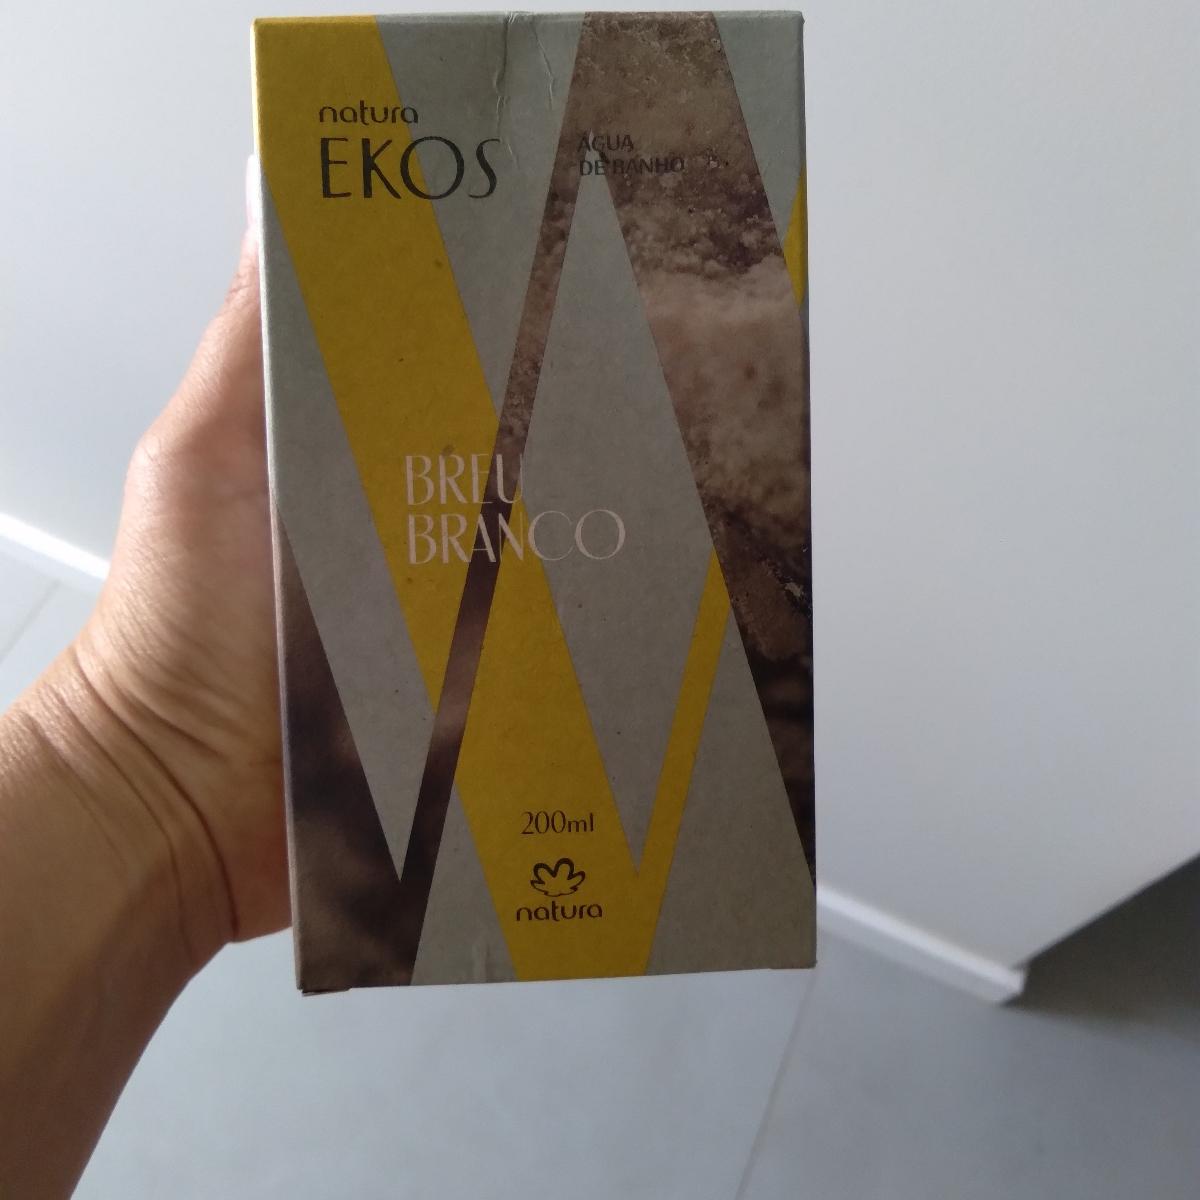 natura
EKOS
ÁGUA
DE BANHO
BREU
BRANCO
200ml
natura